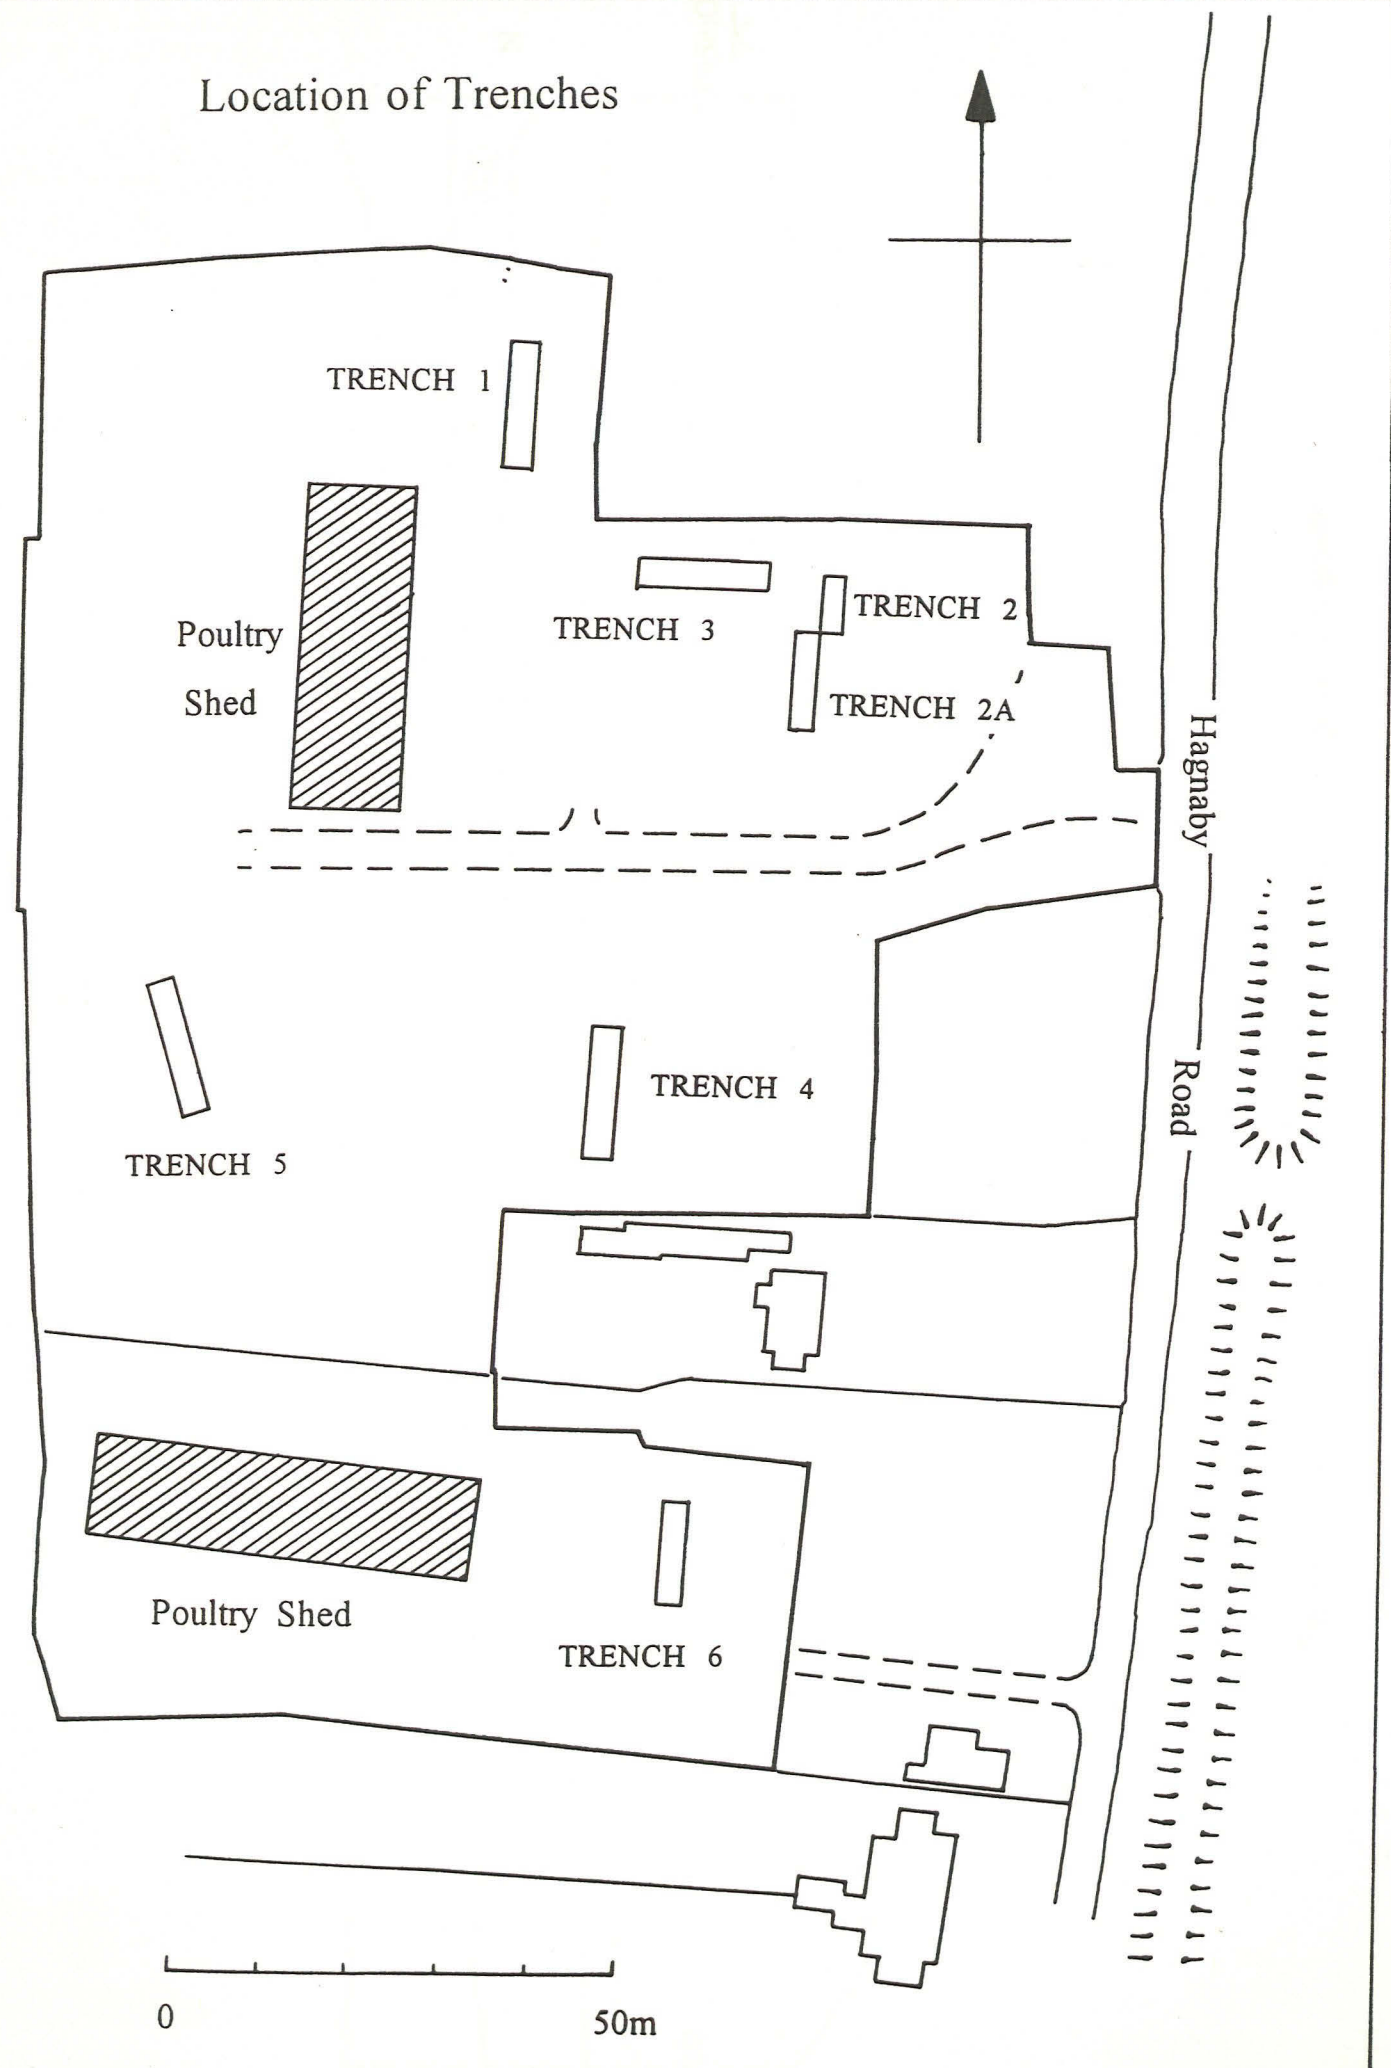 Location of Trenches
TRENCH 1
TRENCH 2
TRENCH 3
Poultry
Shed
TRENCH 2A
Hagnaby
Road
TRENCH 4
TRENCH 5
Poultry Shed
TRENCH 6
0
50m